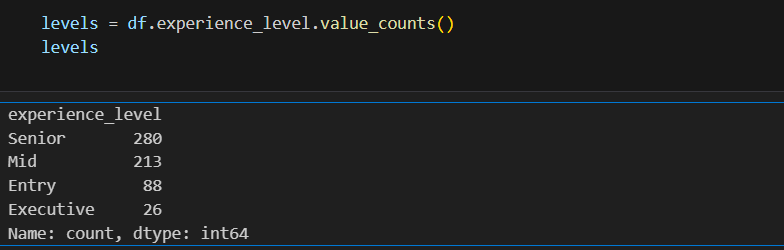 levels = df.experience_level.value_counts()
levels
experience_level
Senior       280
Mid          213
Entry         88
Executive     26
Name: count, dtype: int64